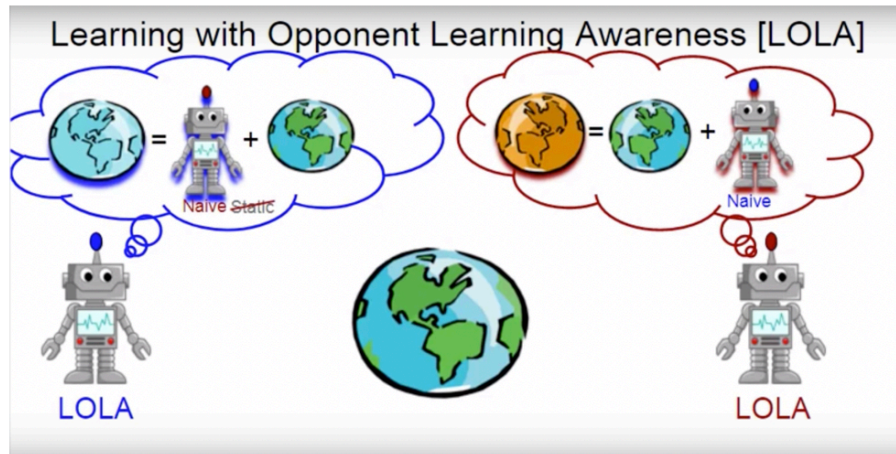 Learning with Opponent Learning Awareness [LOLA]
= + = +
Naive Static Naive
LOLA LOLA